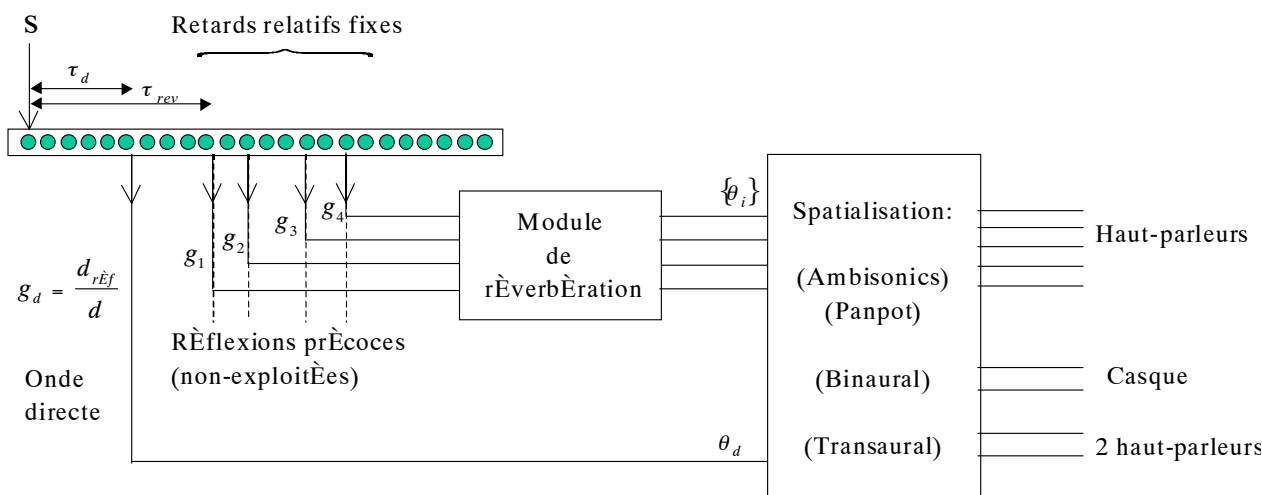 S
Retards relatifs fixes
τ_d
τ_rev
g_1
g_2
g_3
g_4
g_d = d_rÈf / d
RÈflexions prÈcoces
(non-exploitÈes)
Onde
directe
Module
de
rÈverbÈration
{θ_i}
θ_d
Spatialisation:
(Ambisonics)
(Panpot)
(Binaural)
(Transaural)
Haut-parleurs
Casque
2 haut-parleurs